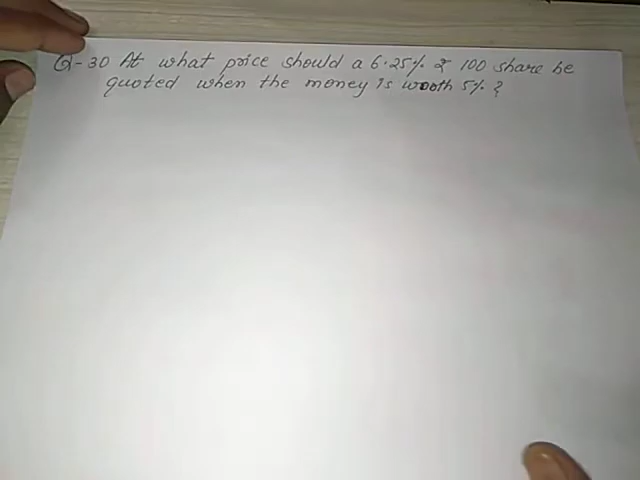 Q-30 At what price should a 6.25% ₹ 100 share be
quoted when the money is worth 5% ?